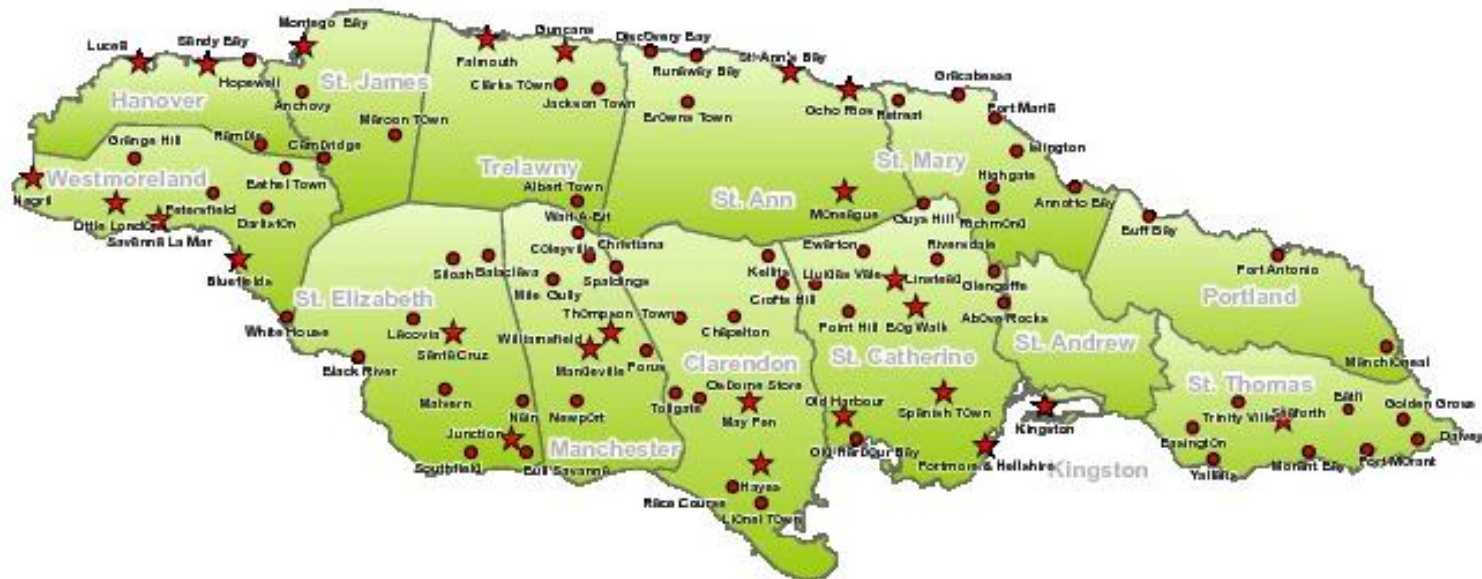 Montego Bay
Lucea
Sandy Bay
Duncans
Discovery Bay
St. Ann's Bay
Hopewell
Falmouth
Runaway Bay
St. James
Clarks Town
Jackson Town
Gracabessa
Hanover
Anchovy
Browns Town
Ocho Rios
Retreat
Port Maria
Maroon Town
Grange Hill
Ramble
Cambridge
Islington
Trelawny
St. Mary
Westmoreland
Bethel Town
Albert Town
St. Ann
Highgate
Negril
Petersfield
Darliston
Wait-A-Bit
Moneague
Guys Hill
Richmond
Annotto Bay
Little London
Savanna La Mar
Buff Bay
Coleyville
Christiana
Ewarton
Riversdale
Siloah
Balaclava
Spaldings
Kellits
Lluidas Vale
Linstead
Port Antonio
Bluefields
Mile Gully
Crofts Hill
Glengoffe
St. Elizabeth
Portland
White House
Lacovia
Thompson Town
Chapelton
Point Hill
Bog Walk
Above Rocks
Williamsfield
Santa Cruz
St. Andrew
Black River
Mandeville
Porus
Clarendon
St. Catherine
Manchioneal
Osborne Store
St. Thomas
Malvern
Nain
Newport
Tollgate
May Pen
Old Harbour
Spanish Town
Kingston
Trinity Ville
Seaforth
Bath
Golden Grove
Junction
Manchester
Easington
Dalvey
Southfield
Bull Savanna
Old Harbour Bay
Portmore & Hellshire
Kingston
Yallahs
Morant Bay
Port Morant
Hayes
Race Course
Lionel Town